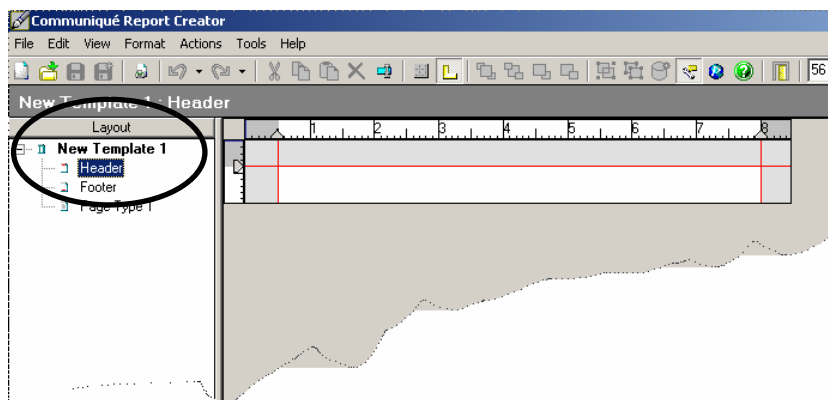 Communiqué Report Creator
File Edit View Format Actions Tools Help
56
New Template 1 : Header
Layout
1 2 3 4 5 6 7 8
New Template 1
Header
Footer
Page Type 1